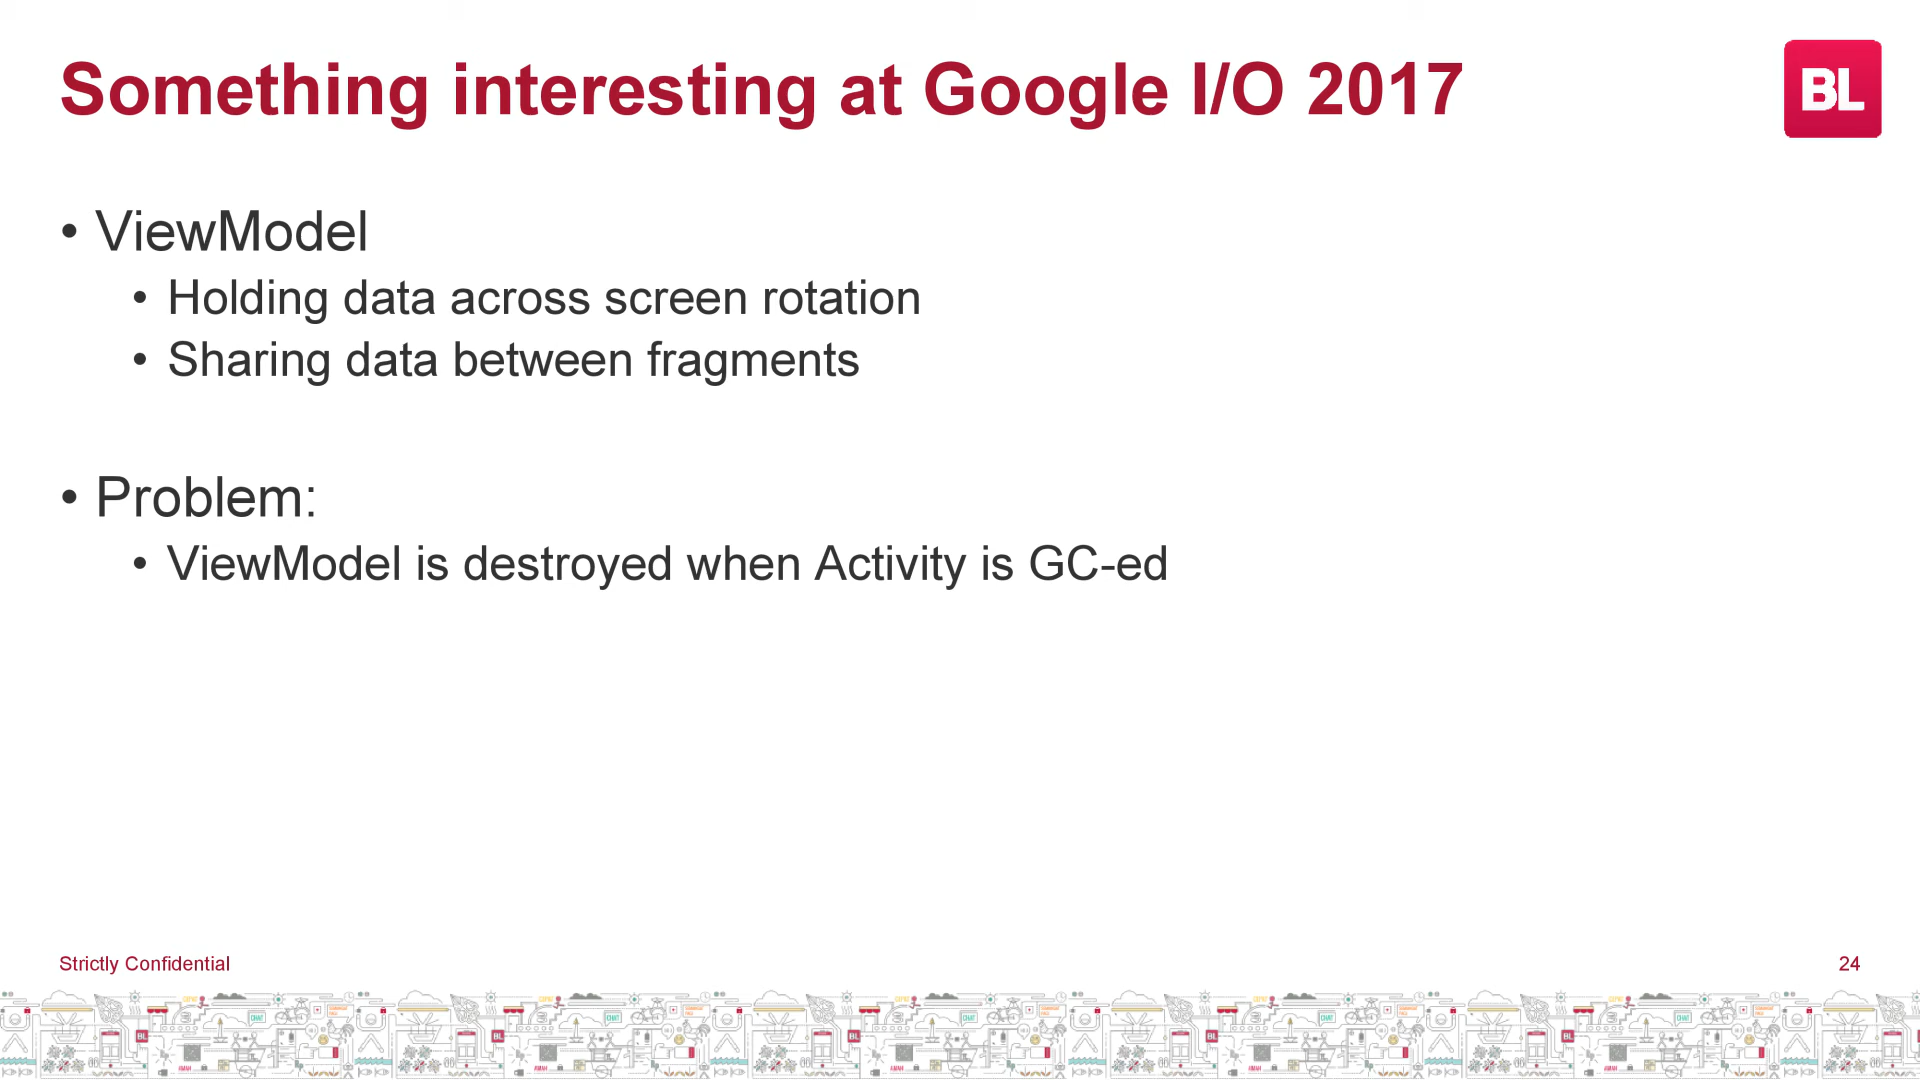 Something interesting at Google I/O 2017
BL
• ViewModel
• Holding data across screen rotation
• Sharing data between fragments
• Problem:
• ViewModel is destroyed when Activity is GC-ed
Strictly Confidential
24